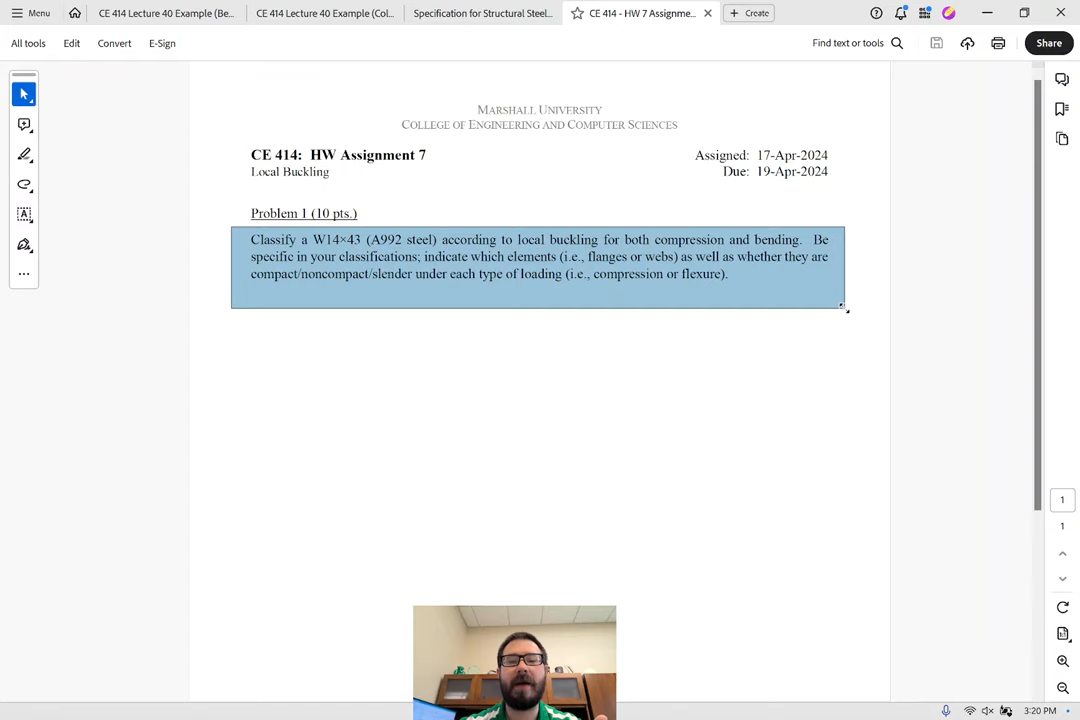 Menu
CE 414 Lecture 40 Example (Be...
CE 414 Lecture 40 Example (Col...
Specification for Structural Steel...
CE 414 - HW 7 Assignme...
Create
All tools
Edit
Convert
E-Sign
Find text or tools
Share
MARSHALL UNIVERSITY
COLLEGE OF ENGINEERING AND COMPUTER SCIENCES
CE 414: HW Assignment 7
Assigned: 17-Apr-2024
Local Buckling
Due: 19-Apr-2024
Problem 1 (10 pts.)
Classify a W14×43 (A992 steel) according to local buckling for both compression and bending. Be
specific in your classifications; indicate which elements (i.e., flanges or webs) as well as whether they are
compact/noncompact/slender under each type of loading (i.e., compression or flexure).
1
1
3:20 PM